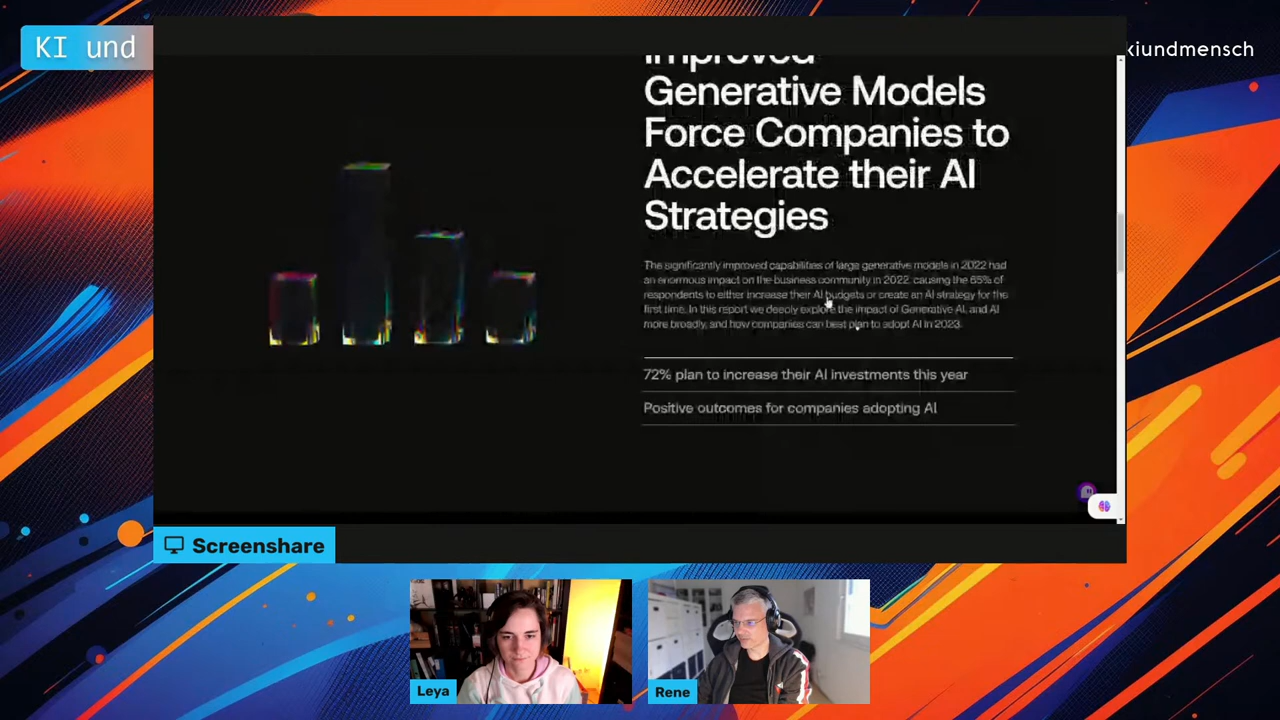 KI und
kiundmensch
Improved
Generative Models
Force Companies to
Accelerate their AI
Strategies
The significantly improved capabilities of large generative models in 2022 had
an enormous impact on the business community in 2022, causing the 65% of
respondents to either increase their AI budgets or create an AI strategy for the
first time. In this report we deeply explore the impact of Generative AI, and AI
more broadly, and how companies can best plan to adopt AI in 2023.
72% plan to increase their AI investments this year
Positive outcomes for companies adopting AI
Screenshare
Leya
Rene